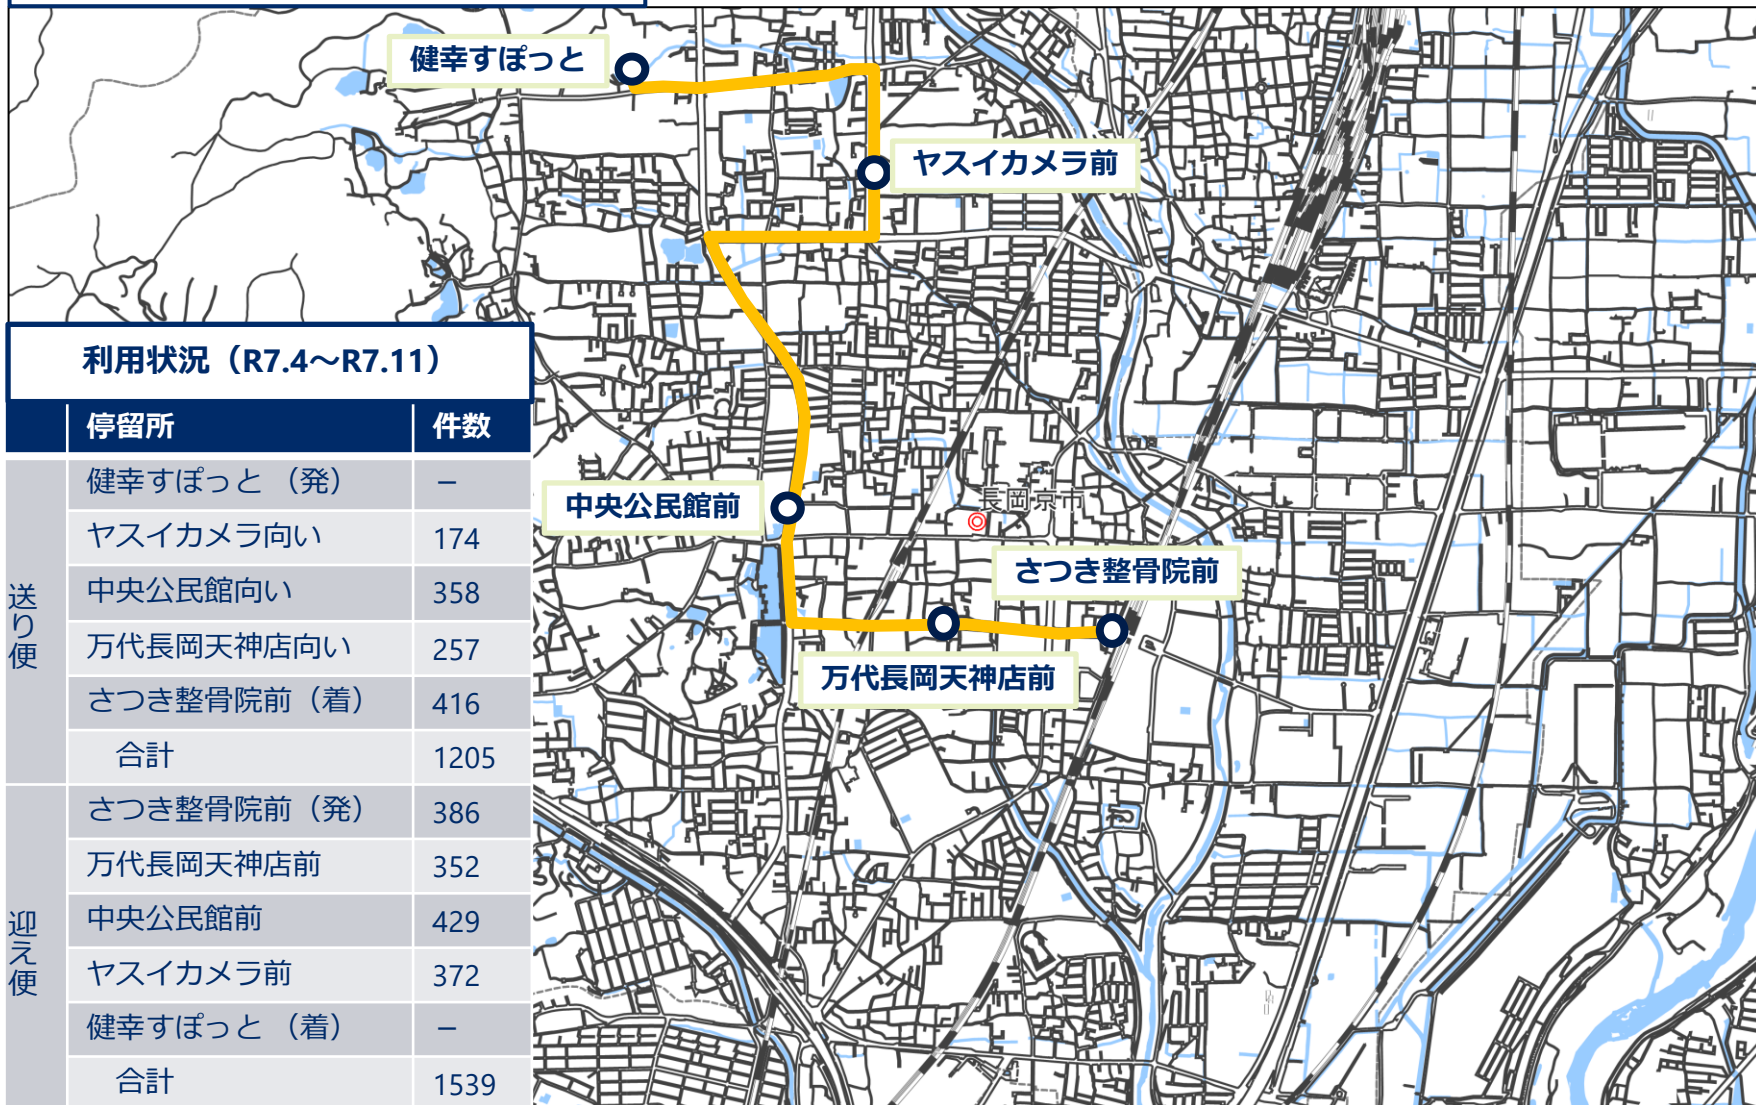 健幸すぽっと
ヤスイカメラ前
中央公民館前
長岡京市
さつき整骨院前
万代長岡天神店前
利用状況（R7.4～R7.11）
停留所 件数
送り便
健幸すぽっと （発） －
ヤスイカメラ向い 174
中央公民館向い 358
万代長岡天神店向い 257
さつき整骨院前（着） 416
合計 1205
迎え便
さつき整骨院前（発） 386
万代長岡天神店前 352
中央公民館前 429
ヤスイカメラ前 372
健幸すぽっと （着） －
合計 1539